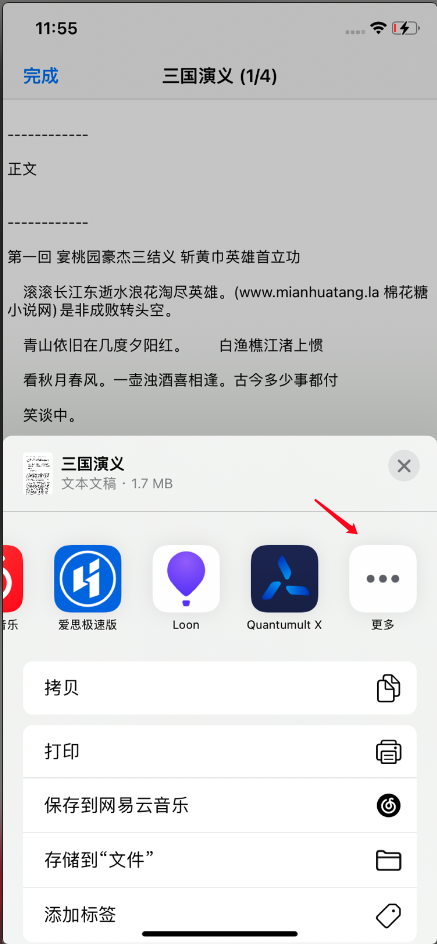 11:55
完成
三国演义 (1/4)
------------
正文
------------
第一回 宴桃园豪杰三结义 斩黄巾英雄首立功
滚滚长江东逝水浪花淘尽英雄。(www.mianhuatang.la 棉花糖
小说网) 是非成败转头空。
青山依旧在几度夕阳红。 白渔樵江渚上惯
看秋月春风。一壶浊酒喜相逢。古今多少事都付
笑谈中。
三国演义
文本文稿 · 1.7 MB
音乐
爱思极速版
Loon
Quantumult X
更多
拷贝
打印
保存到网易云音乐
存储到“文件”
添加标签